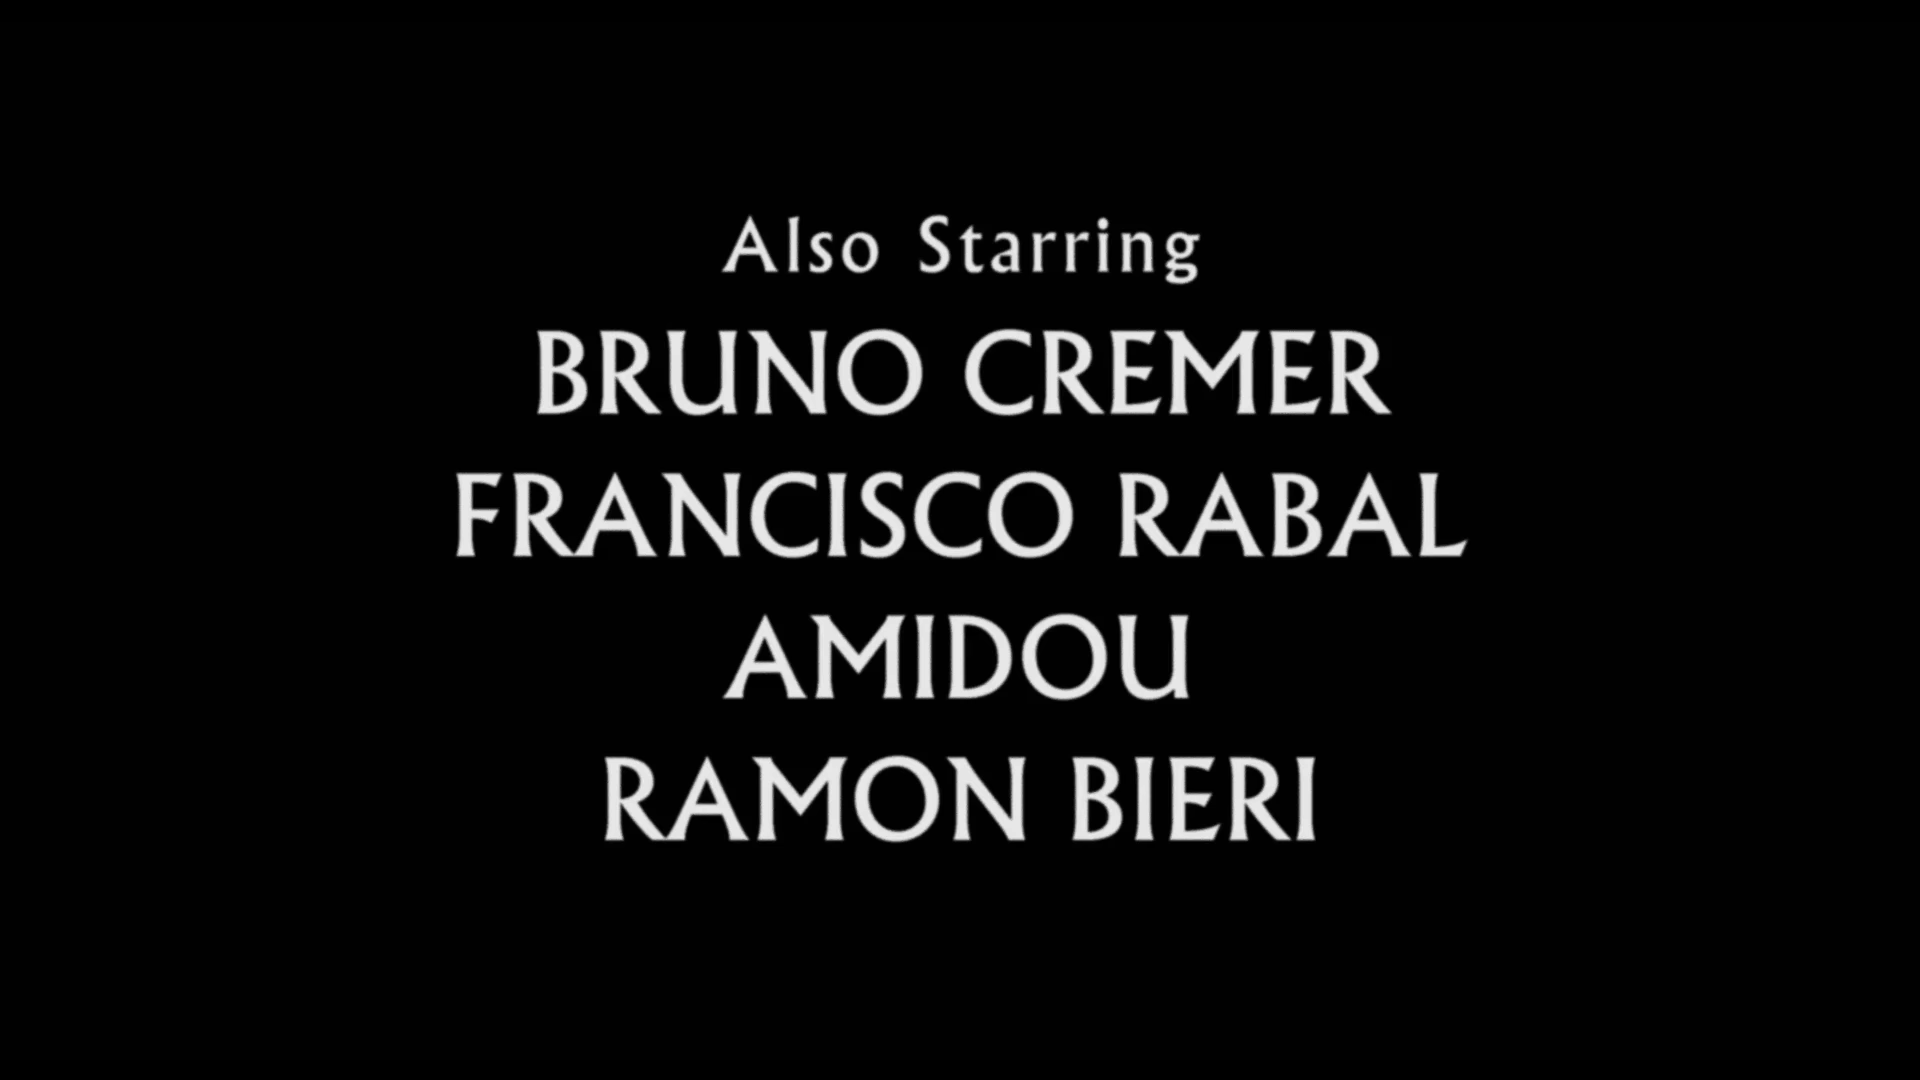 Also Starring
BRUNO CREMER
FRANCISCO RABAL
AMIDOU
RAMON BIERI